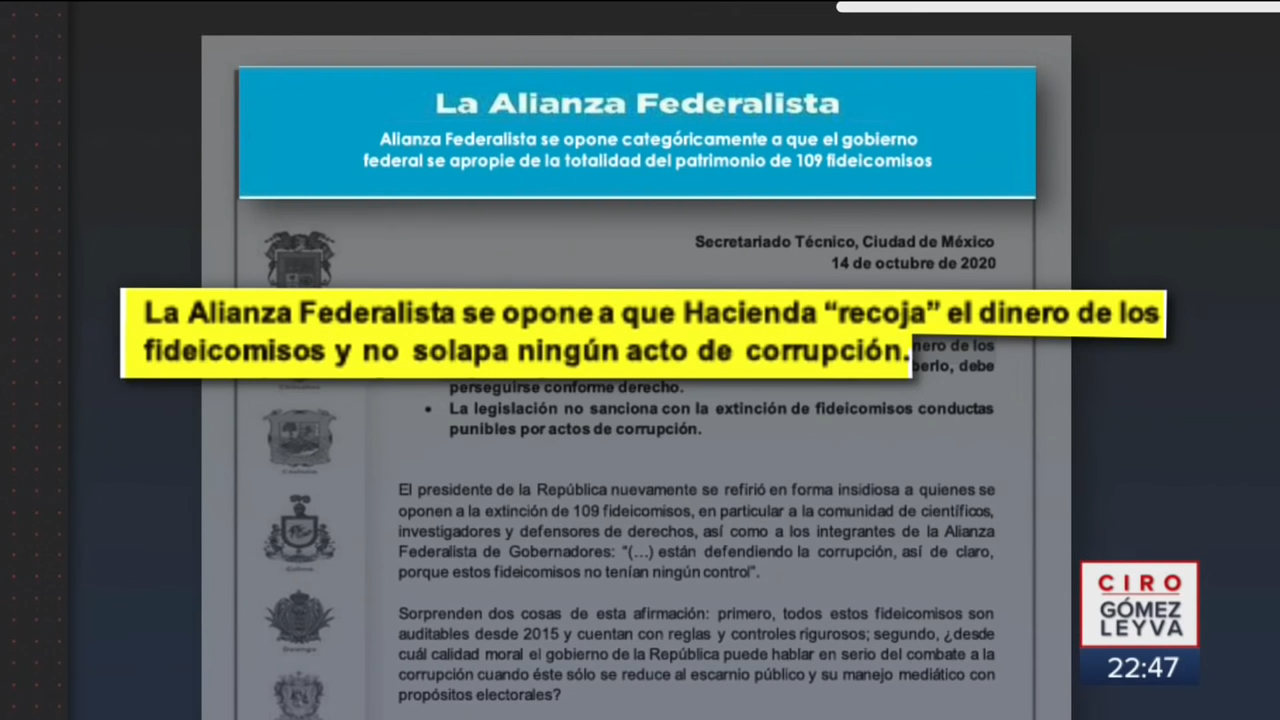 La Alianza Federalista
Alianza Federalista se opone categóricamente a que el gobierno
federal se apropie de la totalidad del patrimonio de 109 fideicomisos
Secretariado Técnico, Ciudad de México
14 de octubre de 2020
La Alianza Federalista se opone a que Hacienda “recoja” el dinero de los
fideicomisos y no solapa ningún acto de corrupción.
de los
debe
perseguirse conforme derecho.
• La legislación no sanciona con la extinción de fideicomisos conductas
punibles por actos de corrupción.
El presidente de la República nuevamente se refirió en forma insidiosa a quienes se
oponen a la extinción de 109 fideicomisos, en particular a la comunidad de científicos,
investigadores y defensores de derechos, así como a los integrantes de la Alianza
Federalista de Gobernadores: "(...) están defendiendo la corrupción, así de claro,
porque estos fideicomisos no tenían ningún control".
Sorprenden dos cosas de esta afirmación: primero, todos estos fideicomisos son
auditables desde 2015 y cuentan con reglas y controles rigurosos; segundo, ¿desde
cuál calidad moral el gobierno de la República puede hablar en serio del combate a la
corrupción cuando éste sólo se reduce al escarnio público y su manejo mediático con
propósitos electorales?
Coahuila
Colima
Durango
CIRO
GÓMEZ
LEYVA
22:47